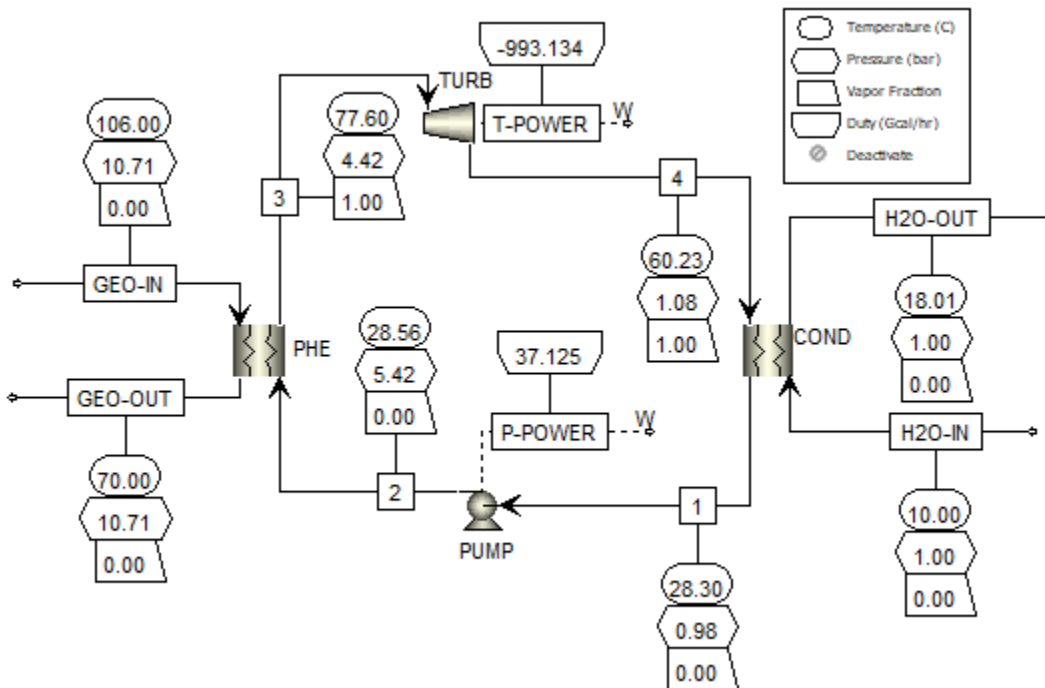 -993.134
TURB
T-POWER
W
Temperature (C)
Pressure (bar)
Vapor Fraction
Duty (Gcal/hr)
Deactivate
106.00
10.71
0.00
GEO-IN
77.60
4.42
1.00
3
4
60.23
1.08
1.00
H2O-OUT
18.01
1.00
0.00
PHE
COND
28.56
5.42
0.00
37.125
P-POWER
W
GEO-OUT
70.00
10.71
0.00
2
PUMP
1
28.30
0.98
0.00
H2O-IN
10.00
1.00
0.00